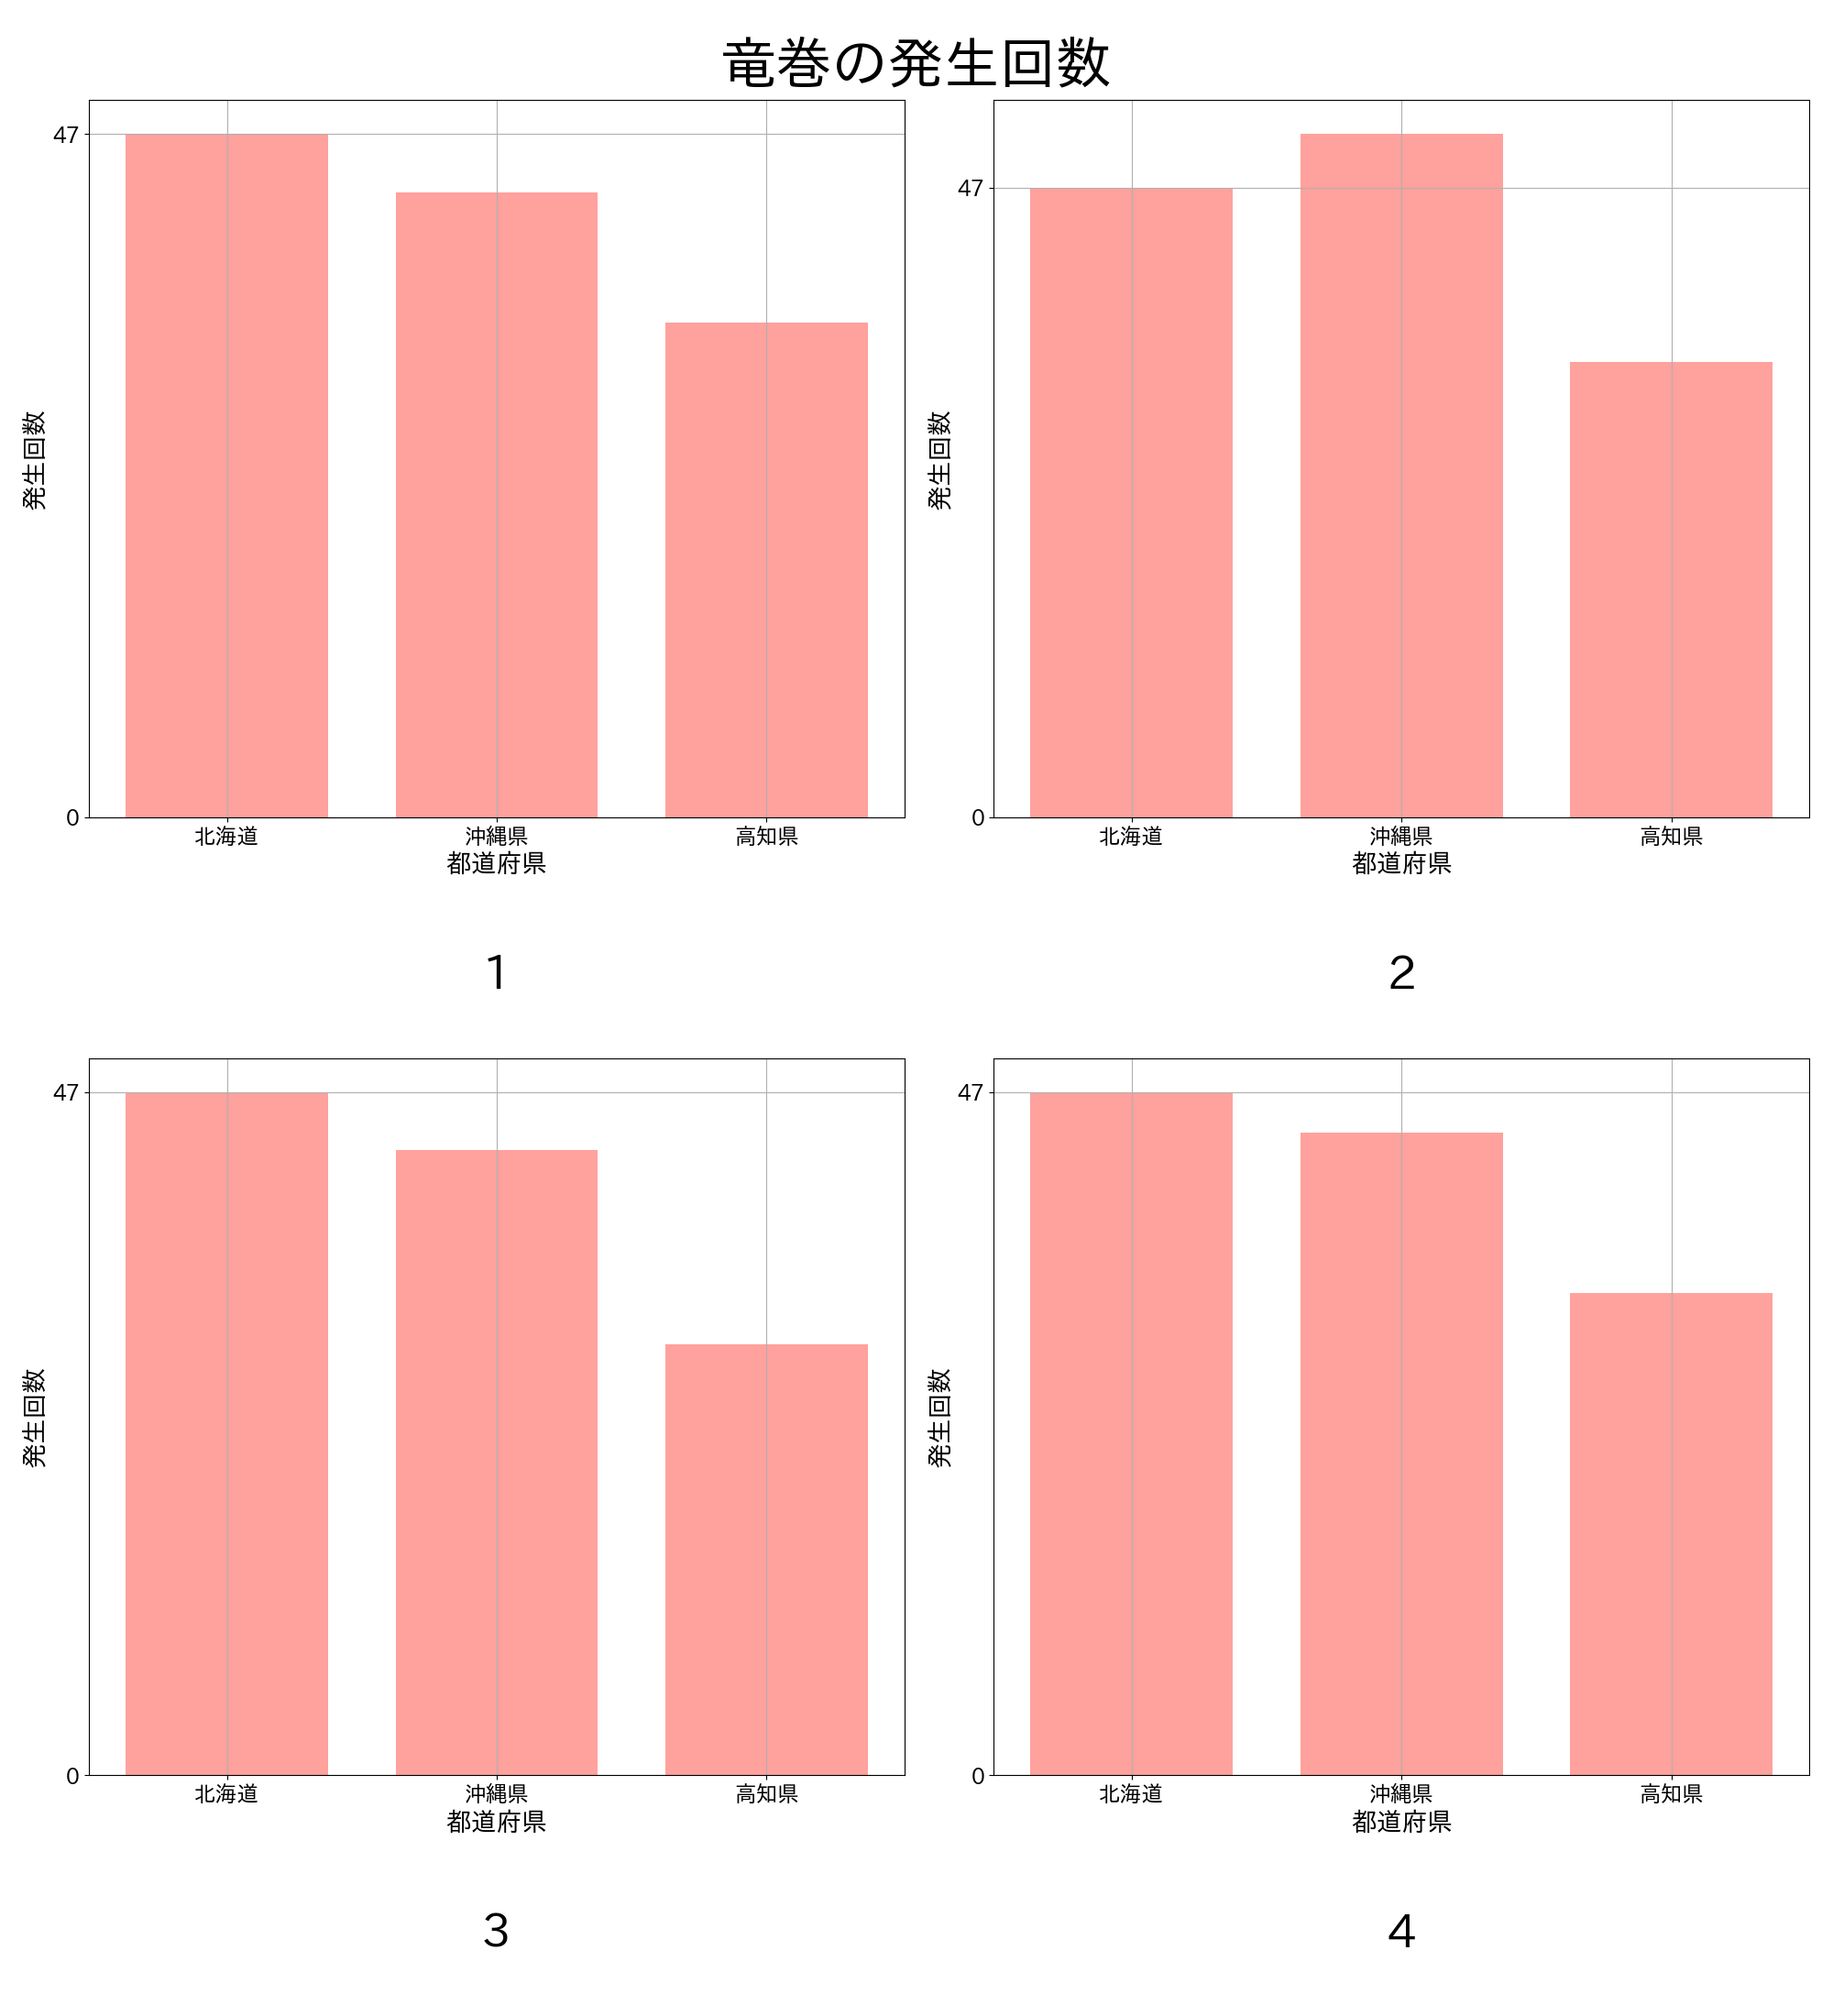 竜巻の発生回数
47
0
発生回数
北海道 沖縄県 高知県
都道府県
1
47
0
発生回数
北海道 沖縄県 高知県
都道府県
2
47
0
発生回数
北海道 沖縄県 高知県
都道府県
3
47
0
発生回数
北海道 沖縄県 高知県
都道府県
4